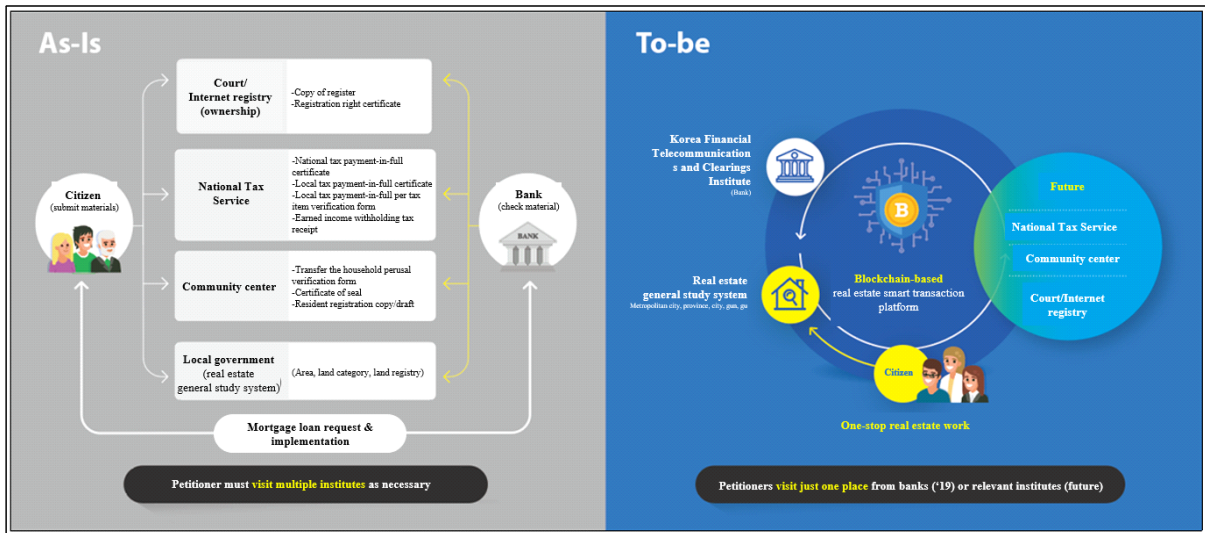 As-Is
Court/
Internet registry
(ownership)
-Copy of register
-Registration right certificate
Citizen
(submit materials)
National Tax
Service
-National tax payment-in-full
certificate
-Local tax payment-in-full certificate
-Local tax payment-in-full per tax
item verification form
-Earned income withholding tax
receipt
Bank
(check material)
BANK
Community center
-Transfer the household perusal
verification form
-Certificate of seal
-Resident registration copy/draft
Local government
(real estate
general study system)
(Area, land category, land registry)
Mortgage loan request &
implementation
Petitioner must visit multiple institutes as necessary
To-be
Korea Financial
Telecommunication
s and Clearings
Institute
(Bank)
B
Real estate
general study system
Metropolitan city, province, city, gun, gu
Blockchain-based
real estate smart transaction
platform
Future
National Tax Service
Community center
Court/Internet
registry
Citizen
One-stop real estate work
Petitioners visit just one place from banks (‘19) or relevant institutes (future)